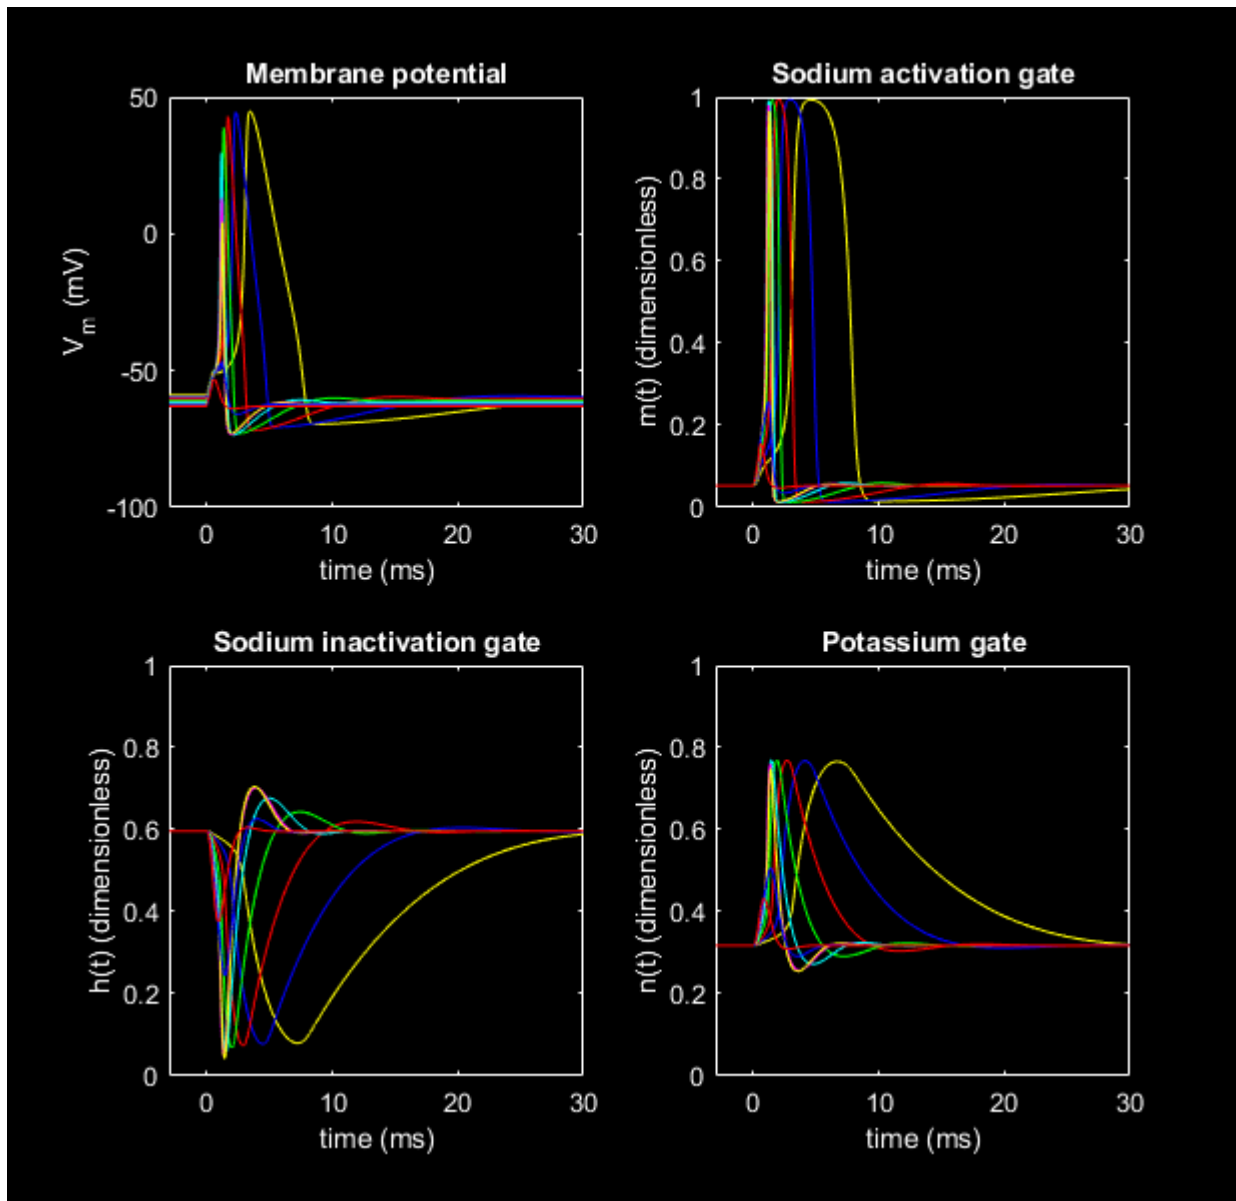 Membrane potential
Sodium activation gate
50
0
-50
-100
V_m (mV)
0 10 20 30
time (ms)
1
0.8
0.6
0.4
0.2
0
m(t) (dimensionless)
0 10 20 30
time (ms)
Sodium inactivation gate
Potassium gate
1
0.8
0.6
0.4
0.2
0
h(t) (dimensionless)
0 10 20 30
time (ms)
1
0.8
0.6
0.4
0.2
0
n(t) (dimensionless)
0 10 20 30
time (ms)